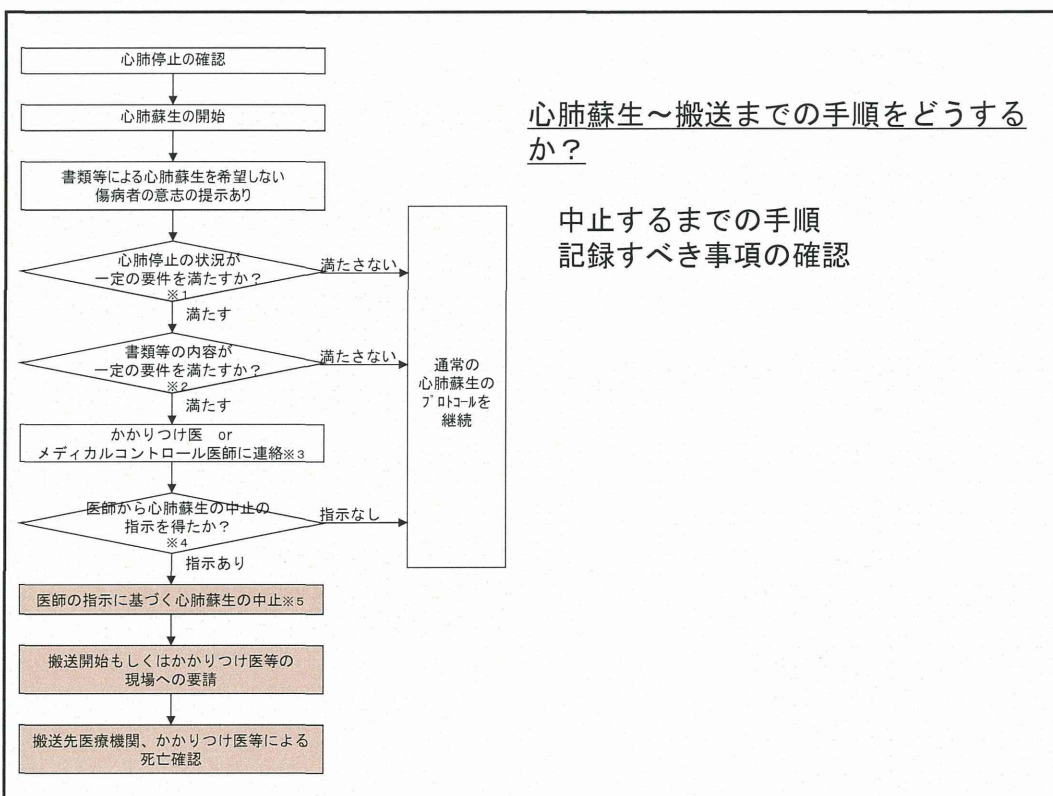 心肺停止の確認
心肺蘇生の開始
書類等による心肺蘇生を希望しない
傷病者の意志の提示あり
心肺停止の状況が
一定の要件を満たすか？
※1
満たさない
満たす
書類等の内容が
一定の要件を満たすか？
※2
満たさない
満たす
かかりつけ医 or
メディカルコントロール医師に連絡※3
医師から心肺蘇生の中止の
指示を得たか？
※4
指示なし
指示あり
医師の指示に基づく心肺蘇生の中止※5
搬送開始もしくはかかりつけ医等の
現場への要請
搬送先医療機関、かかりつけ医等による
死亡確認
通常の
心肺蘇生の
ﾌﾟﾛﾄｺｰﾙを
継続
心肺蘇生～搬送までの手順をどうする
か？
中止するまでの手順
記録すべき事項の確認